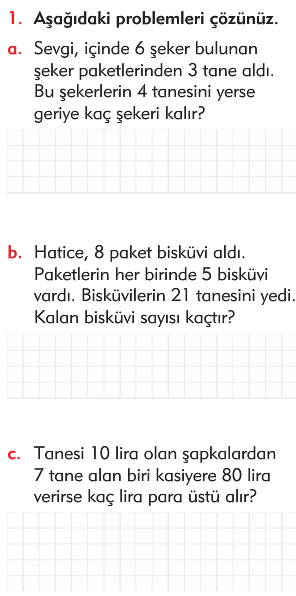 1. Aşağıdaki problemleri çözünüz.
a. Sevgi, içinde 6 şeker bulunan
şeker paketlerinden 3 tane aldı.
Bu şekerlerin 4 tanesini yerse
geriye kaç şekeri kalır?
b. Hatice, 8 paket bisküvi aldı.
Paketlerin her birinde 5 bisküvi
vardı. Bisküvilerin 21 tanesini yedi.
Kalan bisküvi sayısı kaçtır?
c. Tanesi 10 lira olan şapkalardan
7 tane alan biri kasiyere 80 lira
verirse kaç lira para üstü alır?